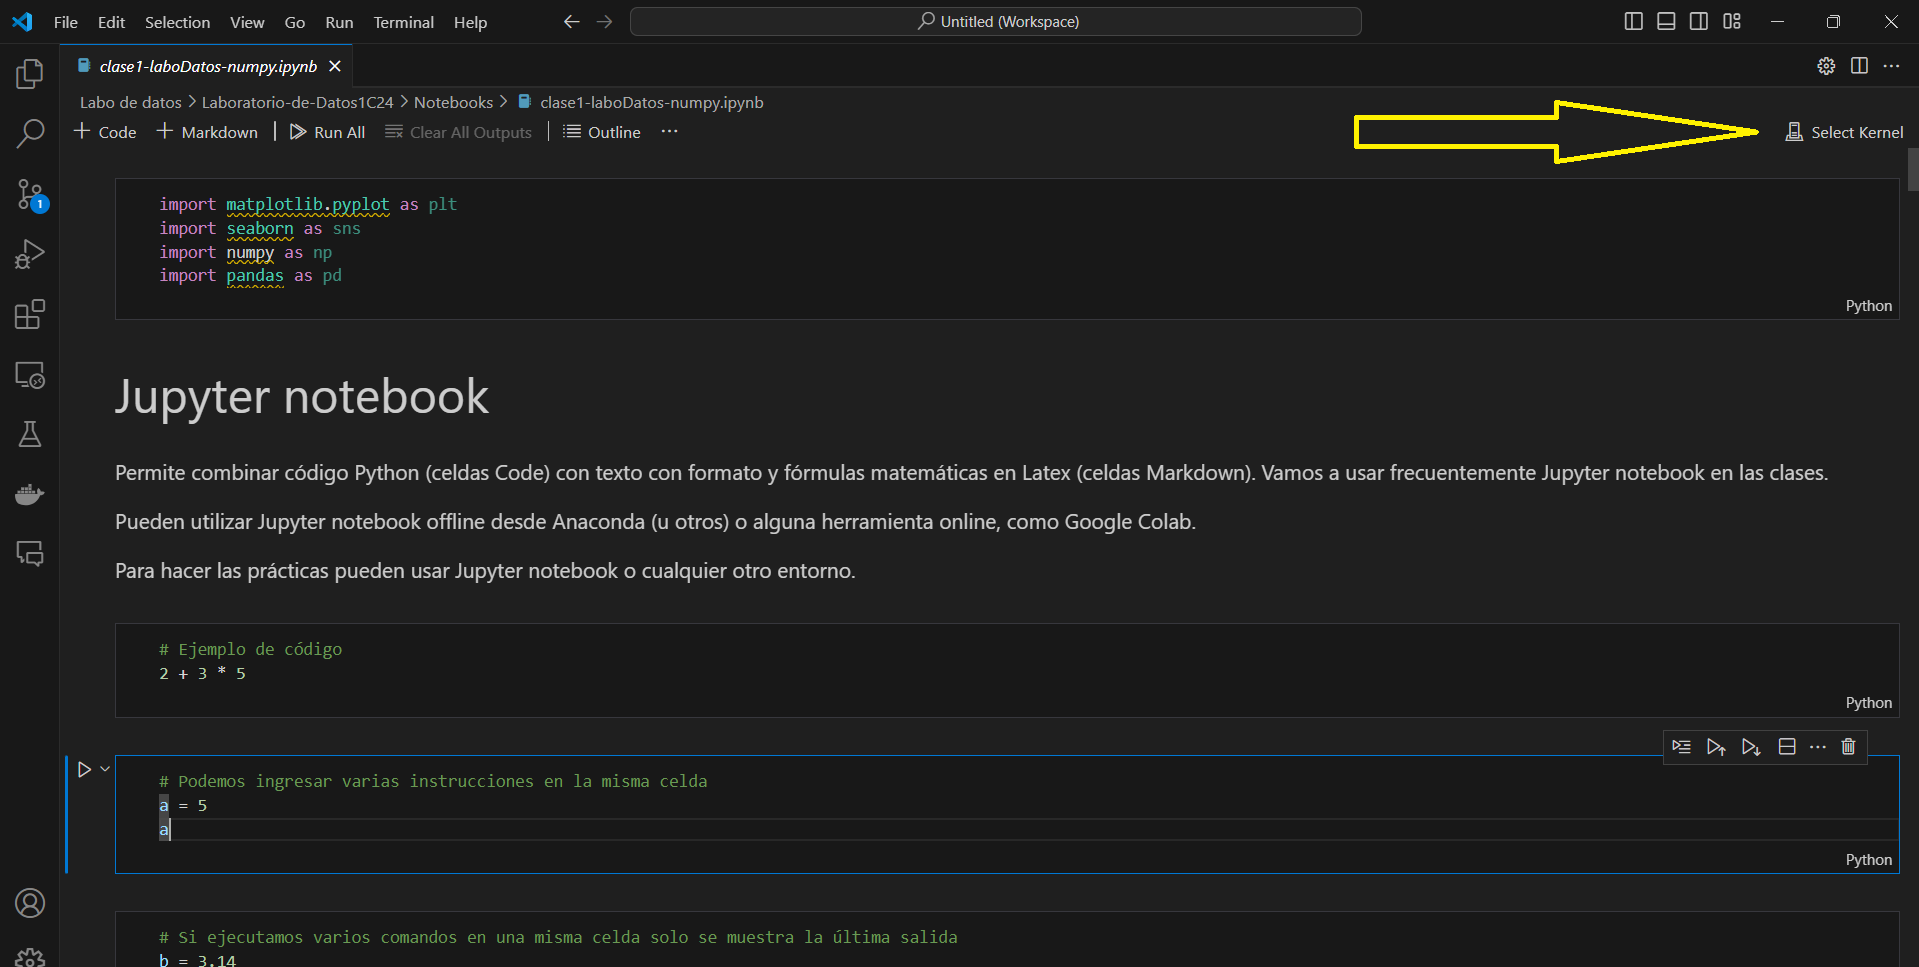 File Edit Selection View Go Run Terminal Help
Untitled (Workspace)
clase1-laboDatos-numpy.ipynb
Labo de datos > Laboratorio-de-Datos1C24 > Notebooks > clase1-laboDatos-numpy.ipynb
+ Code + Markdown | Run All Clear All Outputs | Outline ...
Select Kernel
import matplotlib.pyplot as plt
import seaborn as sns
import numpy as np
import pandas as pd
Python
Jupyter notebook
Permite combinar código Python (celdas Code) con texto con formato y fórmulas matemáticas en Latex (celdas Markdown). Vamos a usar frecuentemente Jupyter notebook en las clases.
Pueden utilizar Jupyter notebook offline desde Anaconda (u otros) o alguna herramienta online, como Google Colab.
Para hacer las prácticas pueden usar Jupyter notebook o cualquier otro entorno.
# Ejemplo de código
2 + 3 * 5
Python
# Podemos ingresar varias instrucciones en la misma celda
a = 5
a
Python
# Si ejecutamos varios comandos en una misma celda solo se muestra la última salida
b = 3.14
1